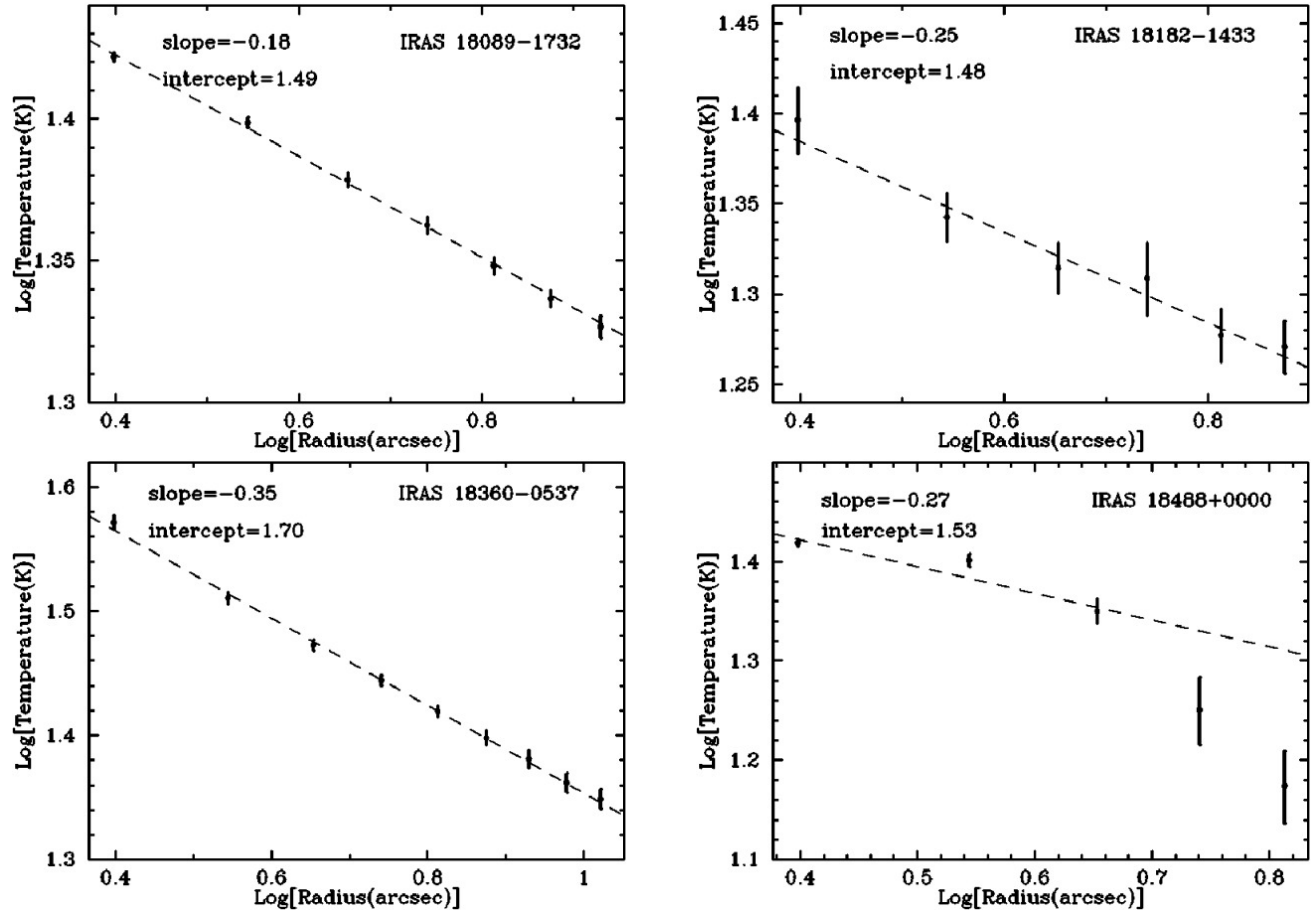 slope=−0.18 IRAS 18089−1732
intercept=1.49
Log[Temperature(K)]
1.4
1.35
1.3
0.4 0.6 0.8
Log[Radius(arcsec)]
1.45
slope=−0.25 IRAS 18182−1433
intercept=1.48
Log[Temperature(K)]
1.4
1.35
1.3
1.25
0.4 0.6 0.8
Log[Radius(arcsec)]
1.6
slope=−0.35 IRAS 18360−0537
intercept=1.70
Log[Temperature(K)]
1.5
1.4
1.3
0.4 0.6 0.8 1
Log[Radius(arcsec)]
slope=−0.27 IRAS 18488+0000
intercept=1.53
Log[Temperature(K)]
1.4
1.3
1.2
1.1
0.4 0.5 0.6 0.7 0.8
Log[Radius(arcsec)]